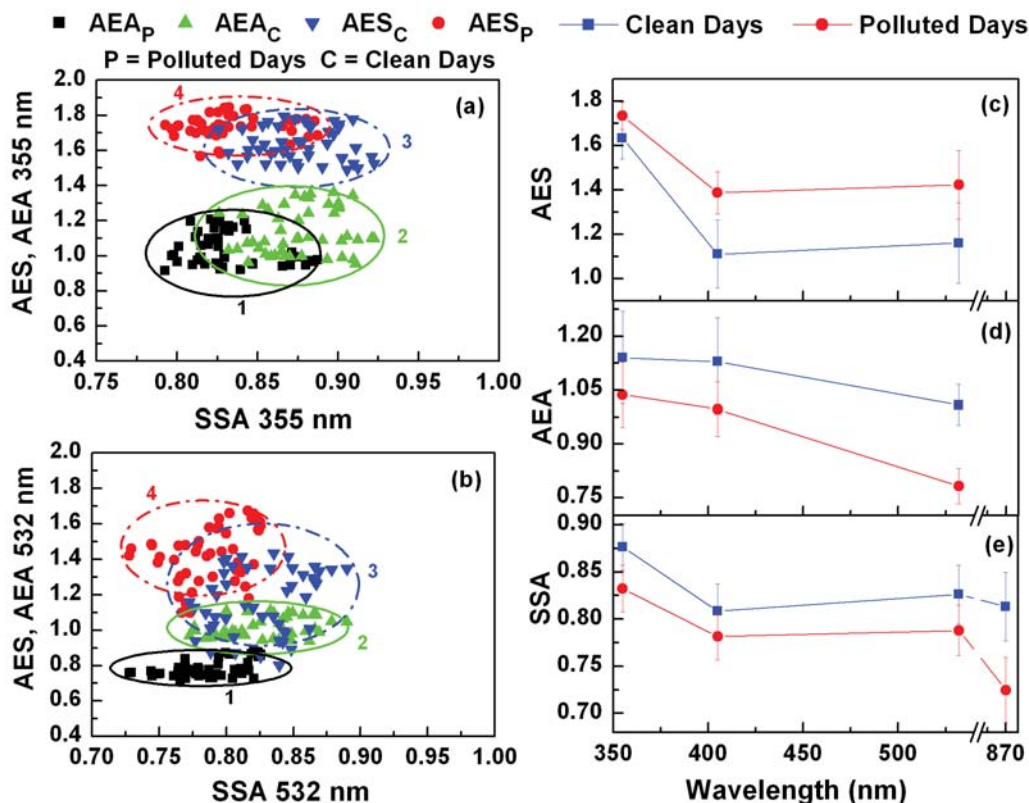 AEA_P AEA_C AES_C AES_P Clean Days Polluted Days
P = Polluted Days C = Clean Days
(a)
4
3
2
1
2.0
1.8
1.6
1.4
1.2
1.0
0.8
0.6
0.4
AES, AEA 355 nm
0.75 0.80 0.85 0.90 0.95 1.00
SSA 355 nm
(b)
4
3
2
1
2.0
1.8
1.6
1.4
1.2
1.0
0.8
0.6
0.4
AES, AEA 532 nm
0.70 0.75 0.80 0.85 0.90 0.95 1.00
SSA 532 nm
(c)
1.8
1.6
1.4
1.2
1.0
AES
(d)
1.20
1.05
0.90
0.75
AEA
(e)
0.90
0.85
0.80
0.75
0.70
SSA
350 400 450 500 870
Wavelength (nm)